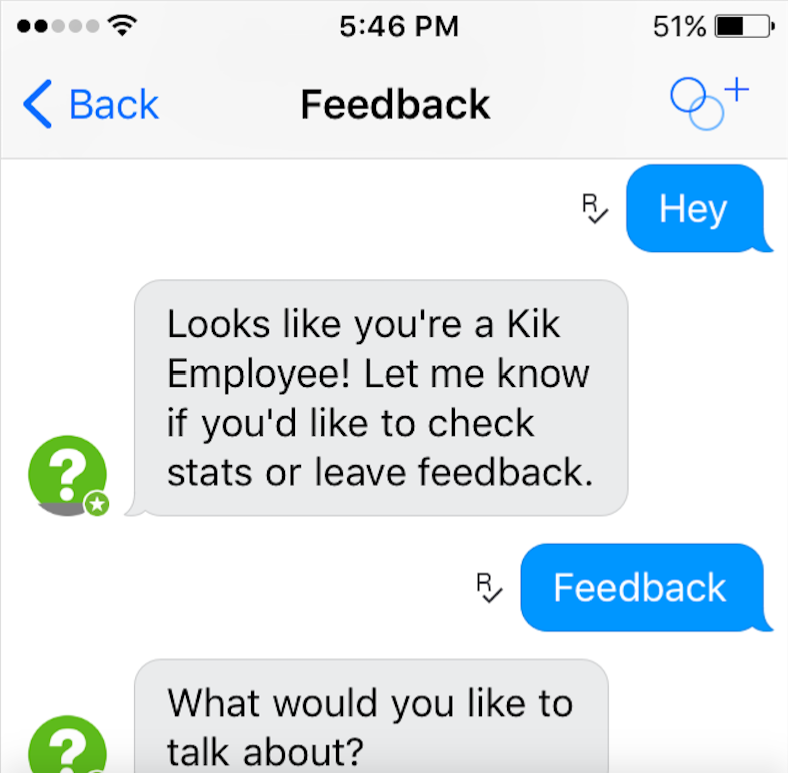 5:46 PM 51%
Back Feedback
R Hey
Looks like you're a Kik
Employee! Let me know
if you'd like to check
stats or leave feedback.
R Feedback
What would you like to
talk about?